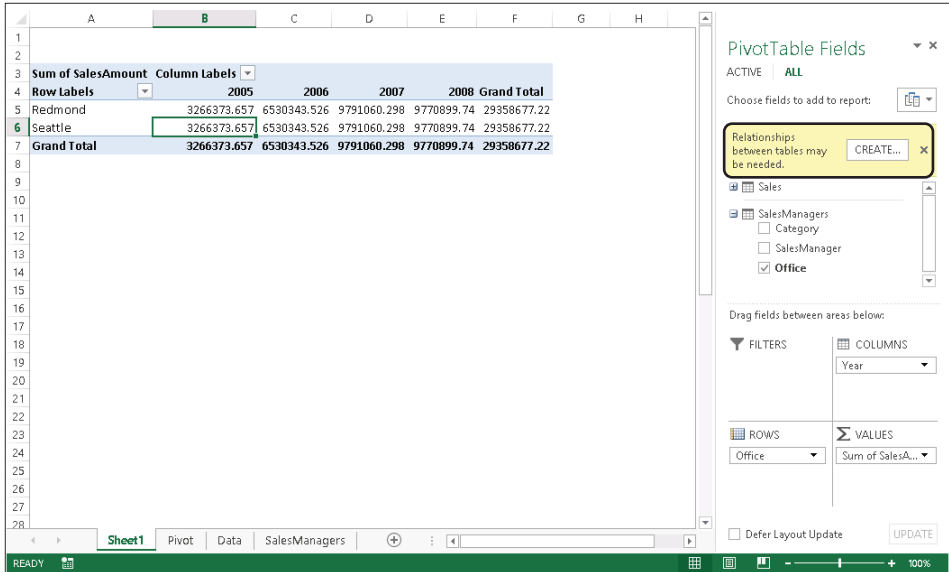 A B C D E F G H
1
2
3 Sum of SalesAmount Column Labels
4 Row Labels 2005 2006 2007 2008 Grand Total
5 Redmond 3266373.657 6530343.526 9791060.298 9770899.74 29358677.22
6 Seattle 3266373.657 6530343.526 9791060.298 9770899.74 29358677.22
7 Grand Total 3266373.657 6530343.526 9791060.298 9770899.74 29358677.22
8
9
10
11
12
13
14
15
16
17
18
19
20
21
22
23
24
25
26
27
28
Sheet1 Pivot Data SalesManagers
READY
100%
PivotTable Fields
ACTIVE ALL
Choose fields to add to report:
Relationships
between tables may
be needed.
CREATE...
Sales
SalesManagers
Category
SalesManager
Office
Drag fields between areas below:
FILTERS COLUMNS
Year
ROWS VALUES
Office Sum of SalesA...
Defer Layout Update UPDATE